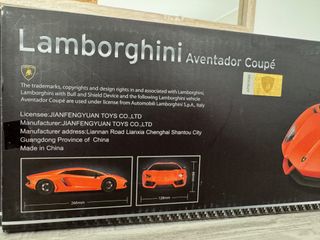 Lamborghini Aventador Coupé
The trademarks, copyrights and design rights in and associated with Lamborghini,
Lamborghini with Bull and Shield Device and the following Lamborghini vehicle
Aventador Coupé are used under license from Automobili Lamborghini S.p.A., Italy
Licensee:JIANFENGYUAN TOYS CO.,LTD
Manufacturer:JIANFENGYUAN TOYS CO.,LTD
Manufacturer address:Liannan Road Lianxia Chenghai Shantou City
Guangdong Province of China
Made in China
266mm
128mm